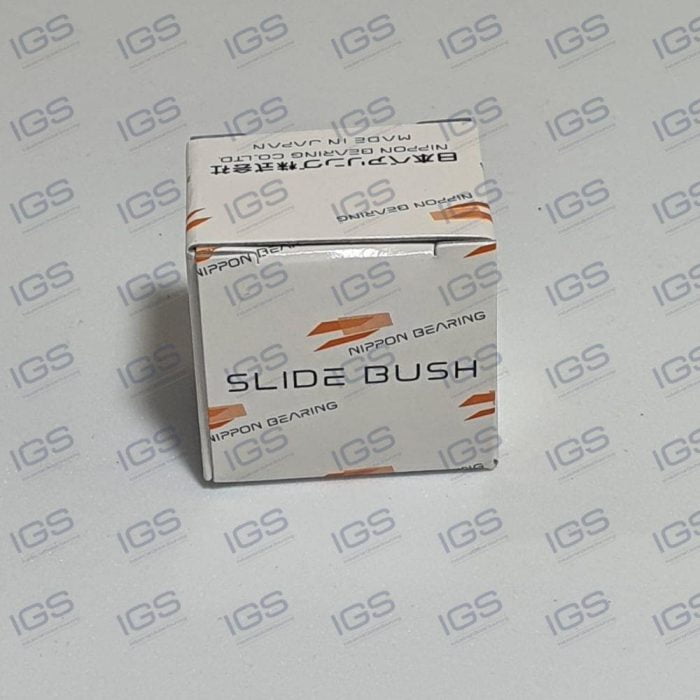 日本ベアリング株式会社
NIPPON BEARING CO.,LTD.
MADE IN JAPAN
NIPPON BEARING
NIPPON
NIPPON BEARING
NIPPON BEARING
SLIDE BUSH
NIPPON BEARING
IGS